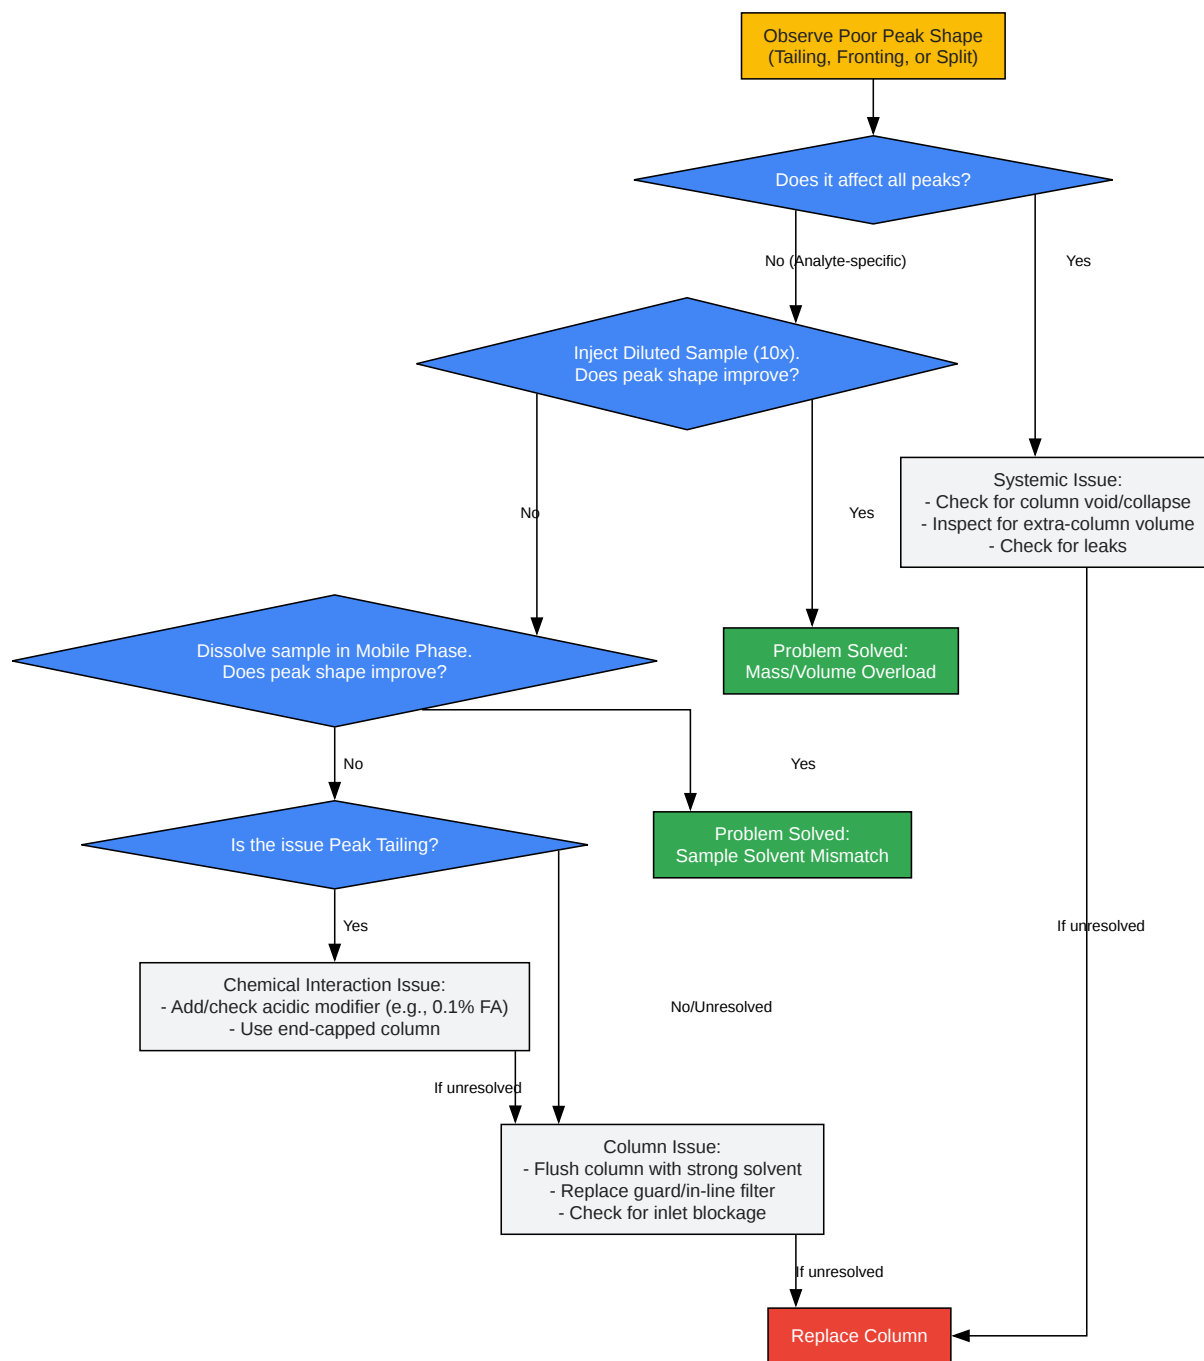 Observe Poor Peak Shape
(Tailing, Fronting, or Split)
Does it affect all peaks?
No (Analyte-specific)
Yes
Inject Diluted Sample (10x).
Does peak shape improve?
Systemic Issue:
- Check for column void/collapse
- Inspect for extra-column volume
- Check for leaks
No
Yes
Dissolve sample in Mobile Phase.
Does peak shape improve?
Problem Solved:
Mass/Volume Overload
No
Yes
Is the issue Peak Tailing?
Problem Solved:
Sample Solvent Mismatch
Yes
If unresolved
Chemical Interaction Issue:
- Add/check acidic modifier (e.g., 0.1% FA)
- Use end-capped column
No/Unresolved
If unresolved
Column Issue:
- Flush column with strong solvent
- Replace guard/in-line filter
- Check for inlet blockage
If unresolved
Replace Column